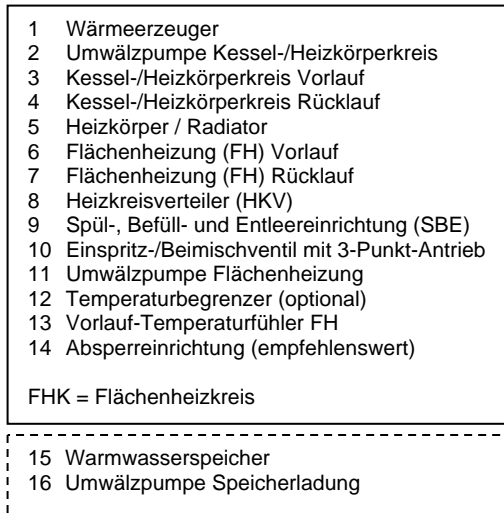 1 Wärmeerzeuger
2 Umwälzpumpe Kessel-/Heizkörperkreis
3 Kessel-/Heizkörperkreis Vorlauf
4 Kessel-/Heizkörperkreis Rücklauf
5 Heizkörper / Radiator
6 Flächenheizung (FH) Vorlauf
7 Flächenheizung (FH) Rücklauf
8 Heizkreisverteiler (HKV)
9 Spül-, Befüll- und Entleereinrichtung (SBE)
10 Einspritz-/Beimischventil mit 3-Punkt-Antrieb
11 Umwälzpumpe Flächenheizung
12 Temperaturbegrenzer (optional)
13 Vorlauf-Temperaturfühler FH
14 Absperreinrichtung (empfehlenswert)
FHK = Flächenheizkreis
15 Warmwasserspeicher
16 Umwälzpumpe Speicherladung